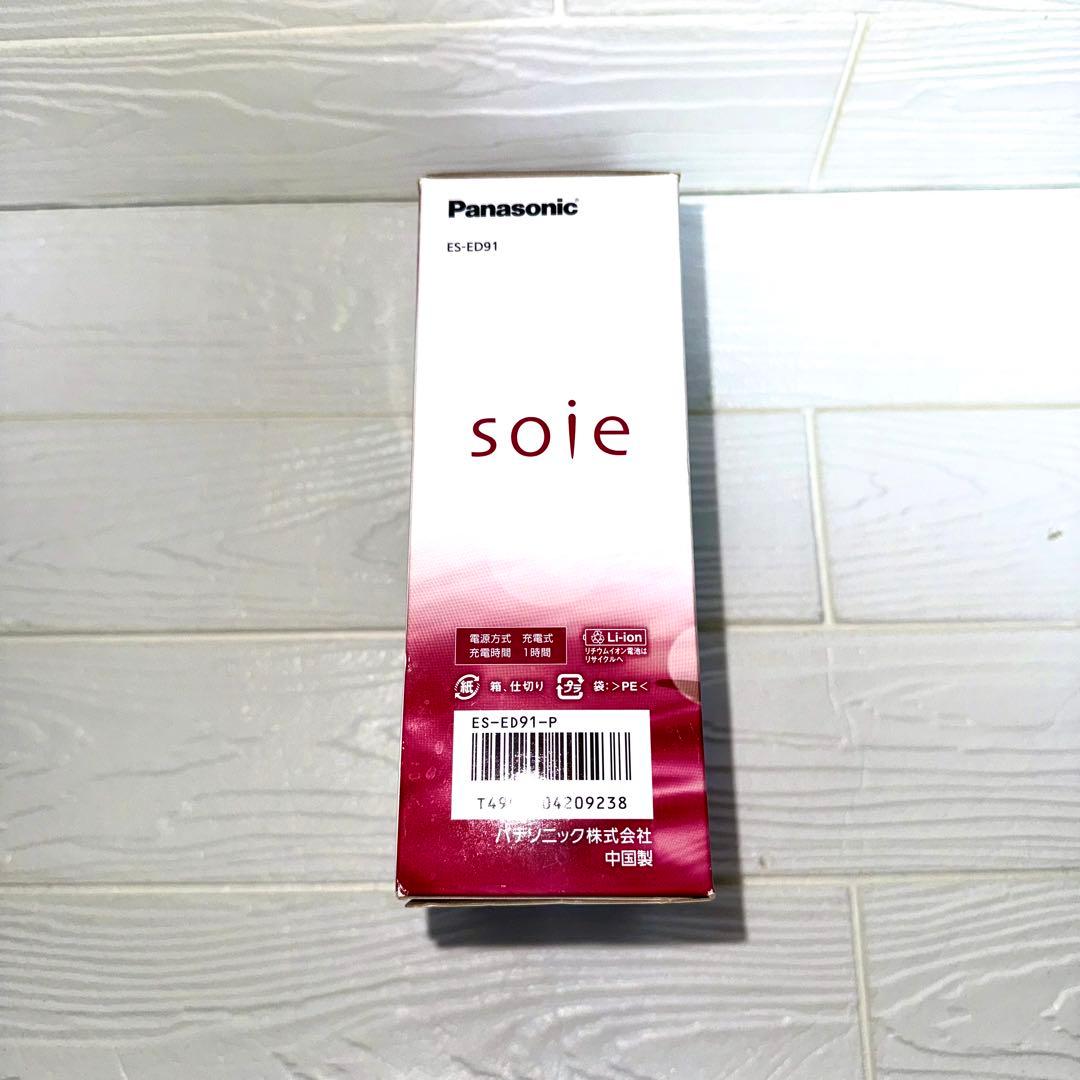 Panasonic
ES-ED91
soie
電源方式 充電式
充電時間 1時間
Li-ion
リチウムイオン電池は
リサイクルへ
紙 箱、仕切り プラ 袋:>PE<
ES-ED91-P
T49 04209238
パナソニック株式会社
中国製